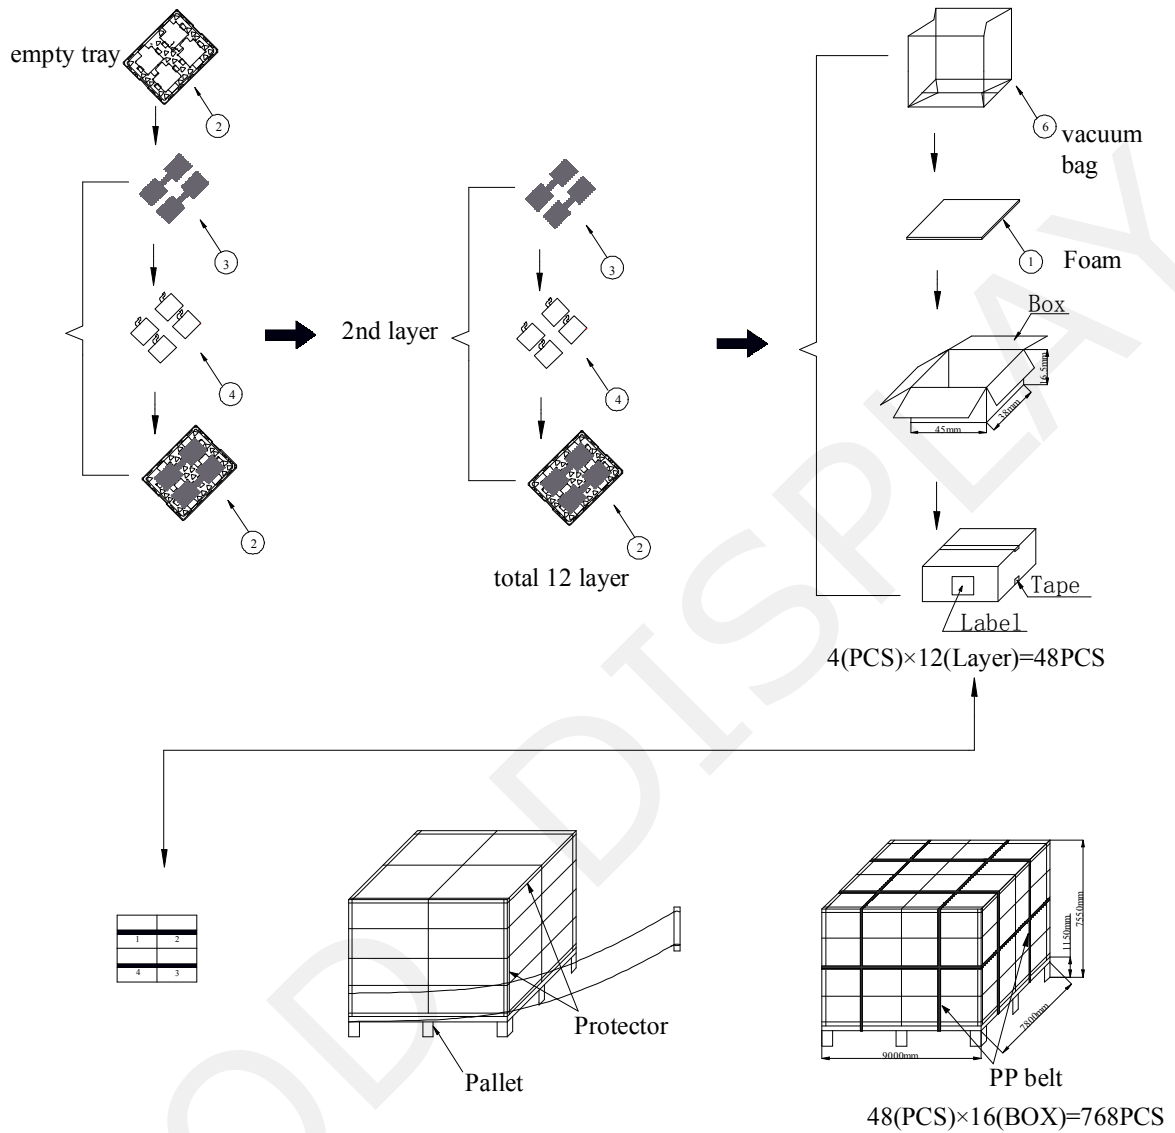 empty tray
2
3
4
2
2nd layer
3
4
2
total 12 layer
6
vacuum
bag
1
Foam
Box
16.5mm
38mm
45mm
Tape
Label
4(PCS)×12(Layer)=48PCS
1
2
4
3
Protector
Pallet
7550mm
1150mm
7800mm
9000mm
PP belt
48(PCS)×16(BOX)=768PCS
OD DISPLAY